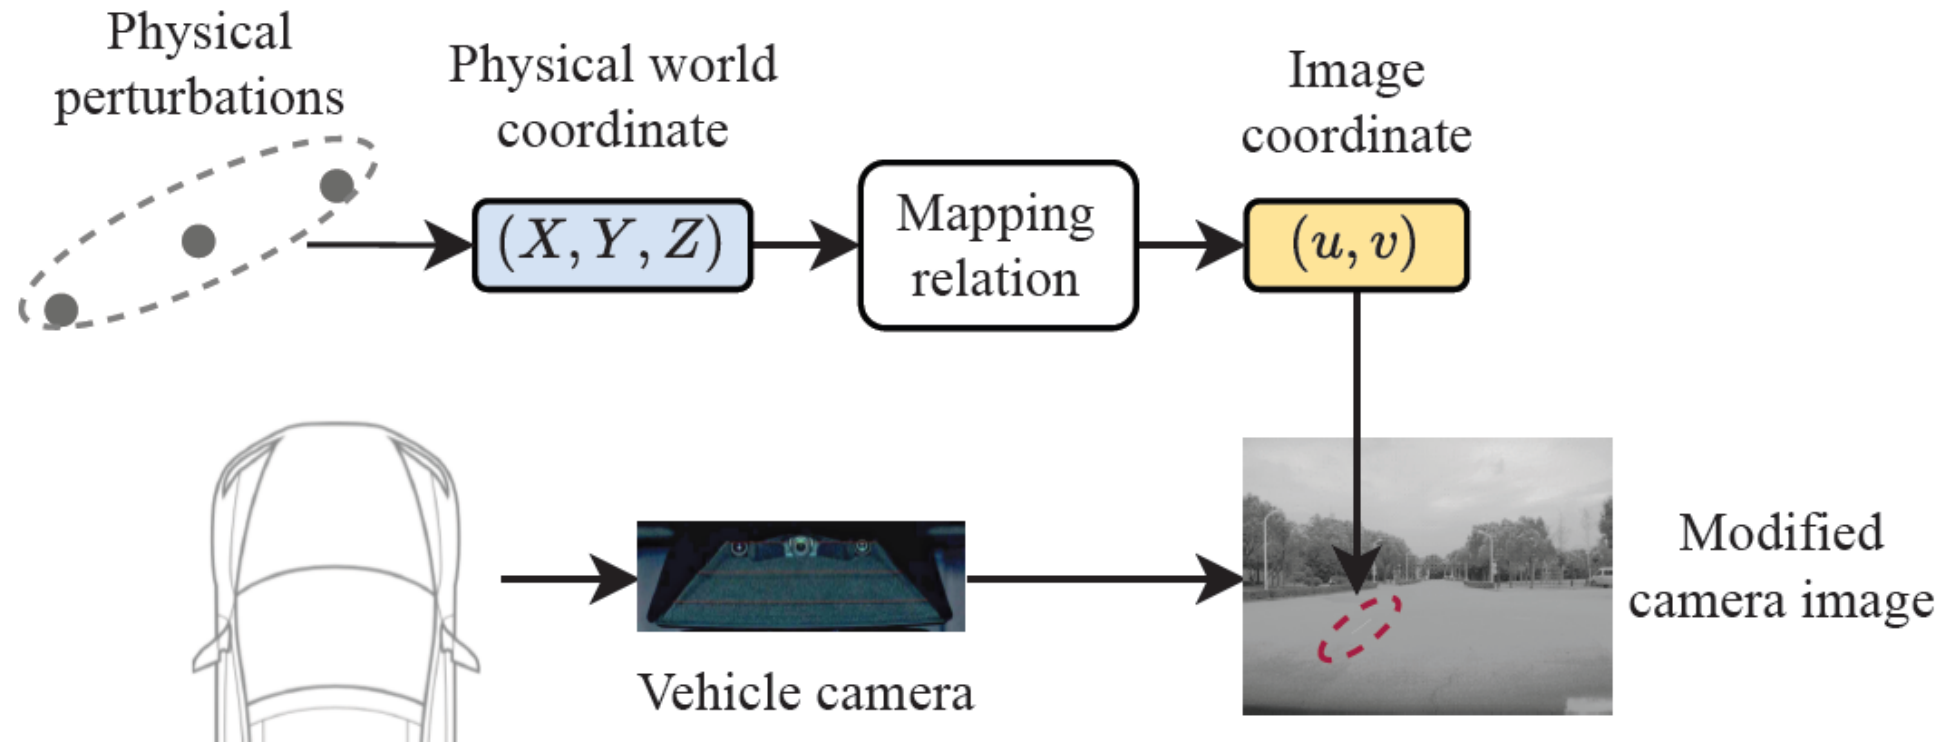 Physical
perturbations
Physical world
coordinate
(X, Y, Z)
Mapping
relation
Image
coordinate
(u, v)
Vehicle camera
Modified
camera image